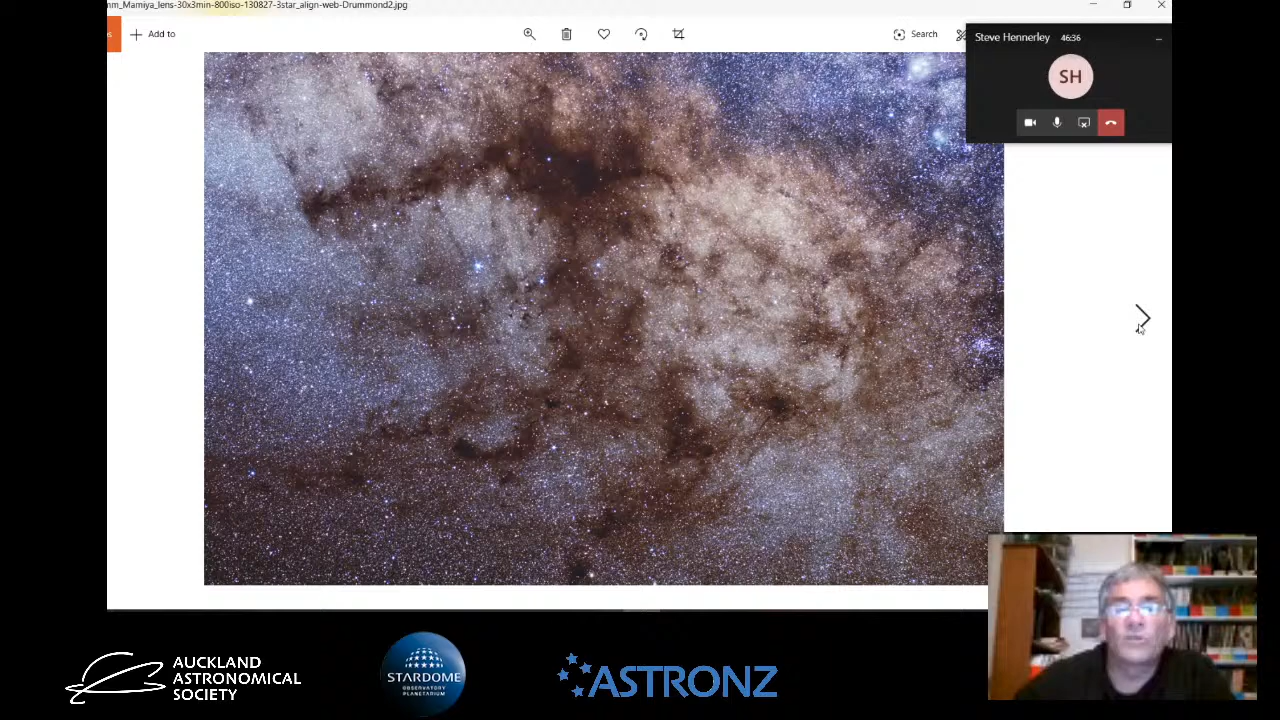 nm_Mamiya_lens-30x3min-800iso-130827-3star_align-web-Drummond2.jpg
Add to
Search
Steve Hennerley 46:36
SH
AUCKLAND
ASTRONOMICAL
SOCIETY
STARDOME
OBSERVATORY
PLANETARIUM
ASTRONZ